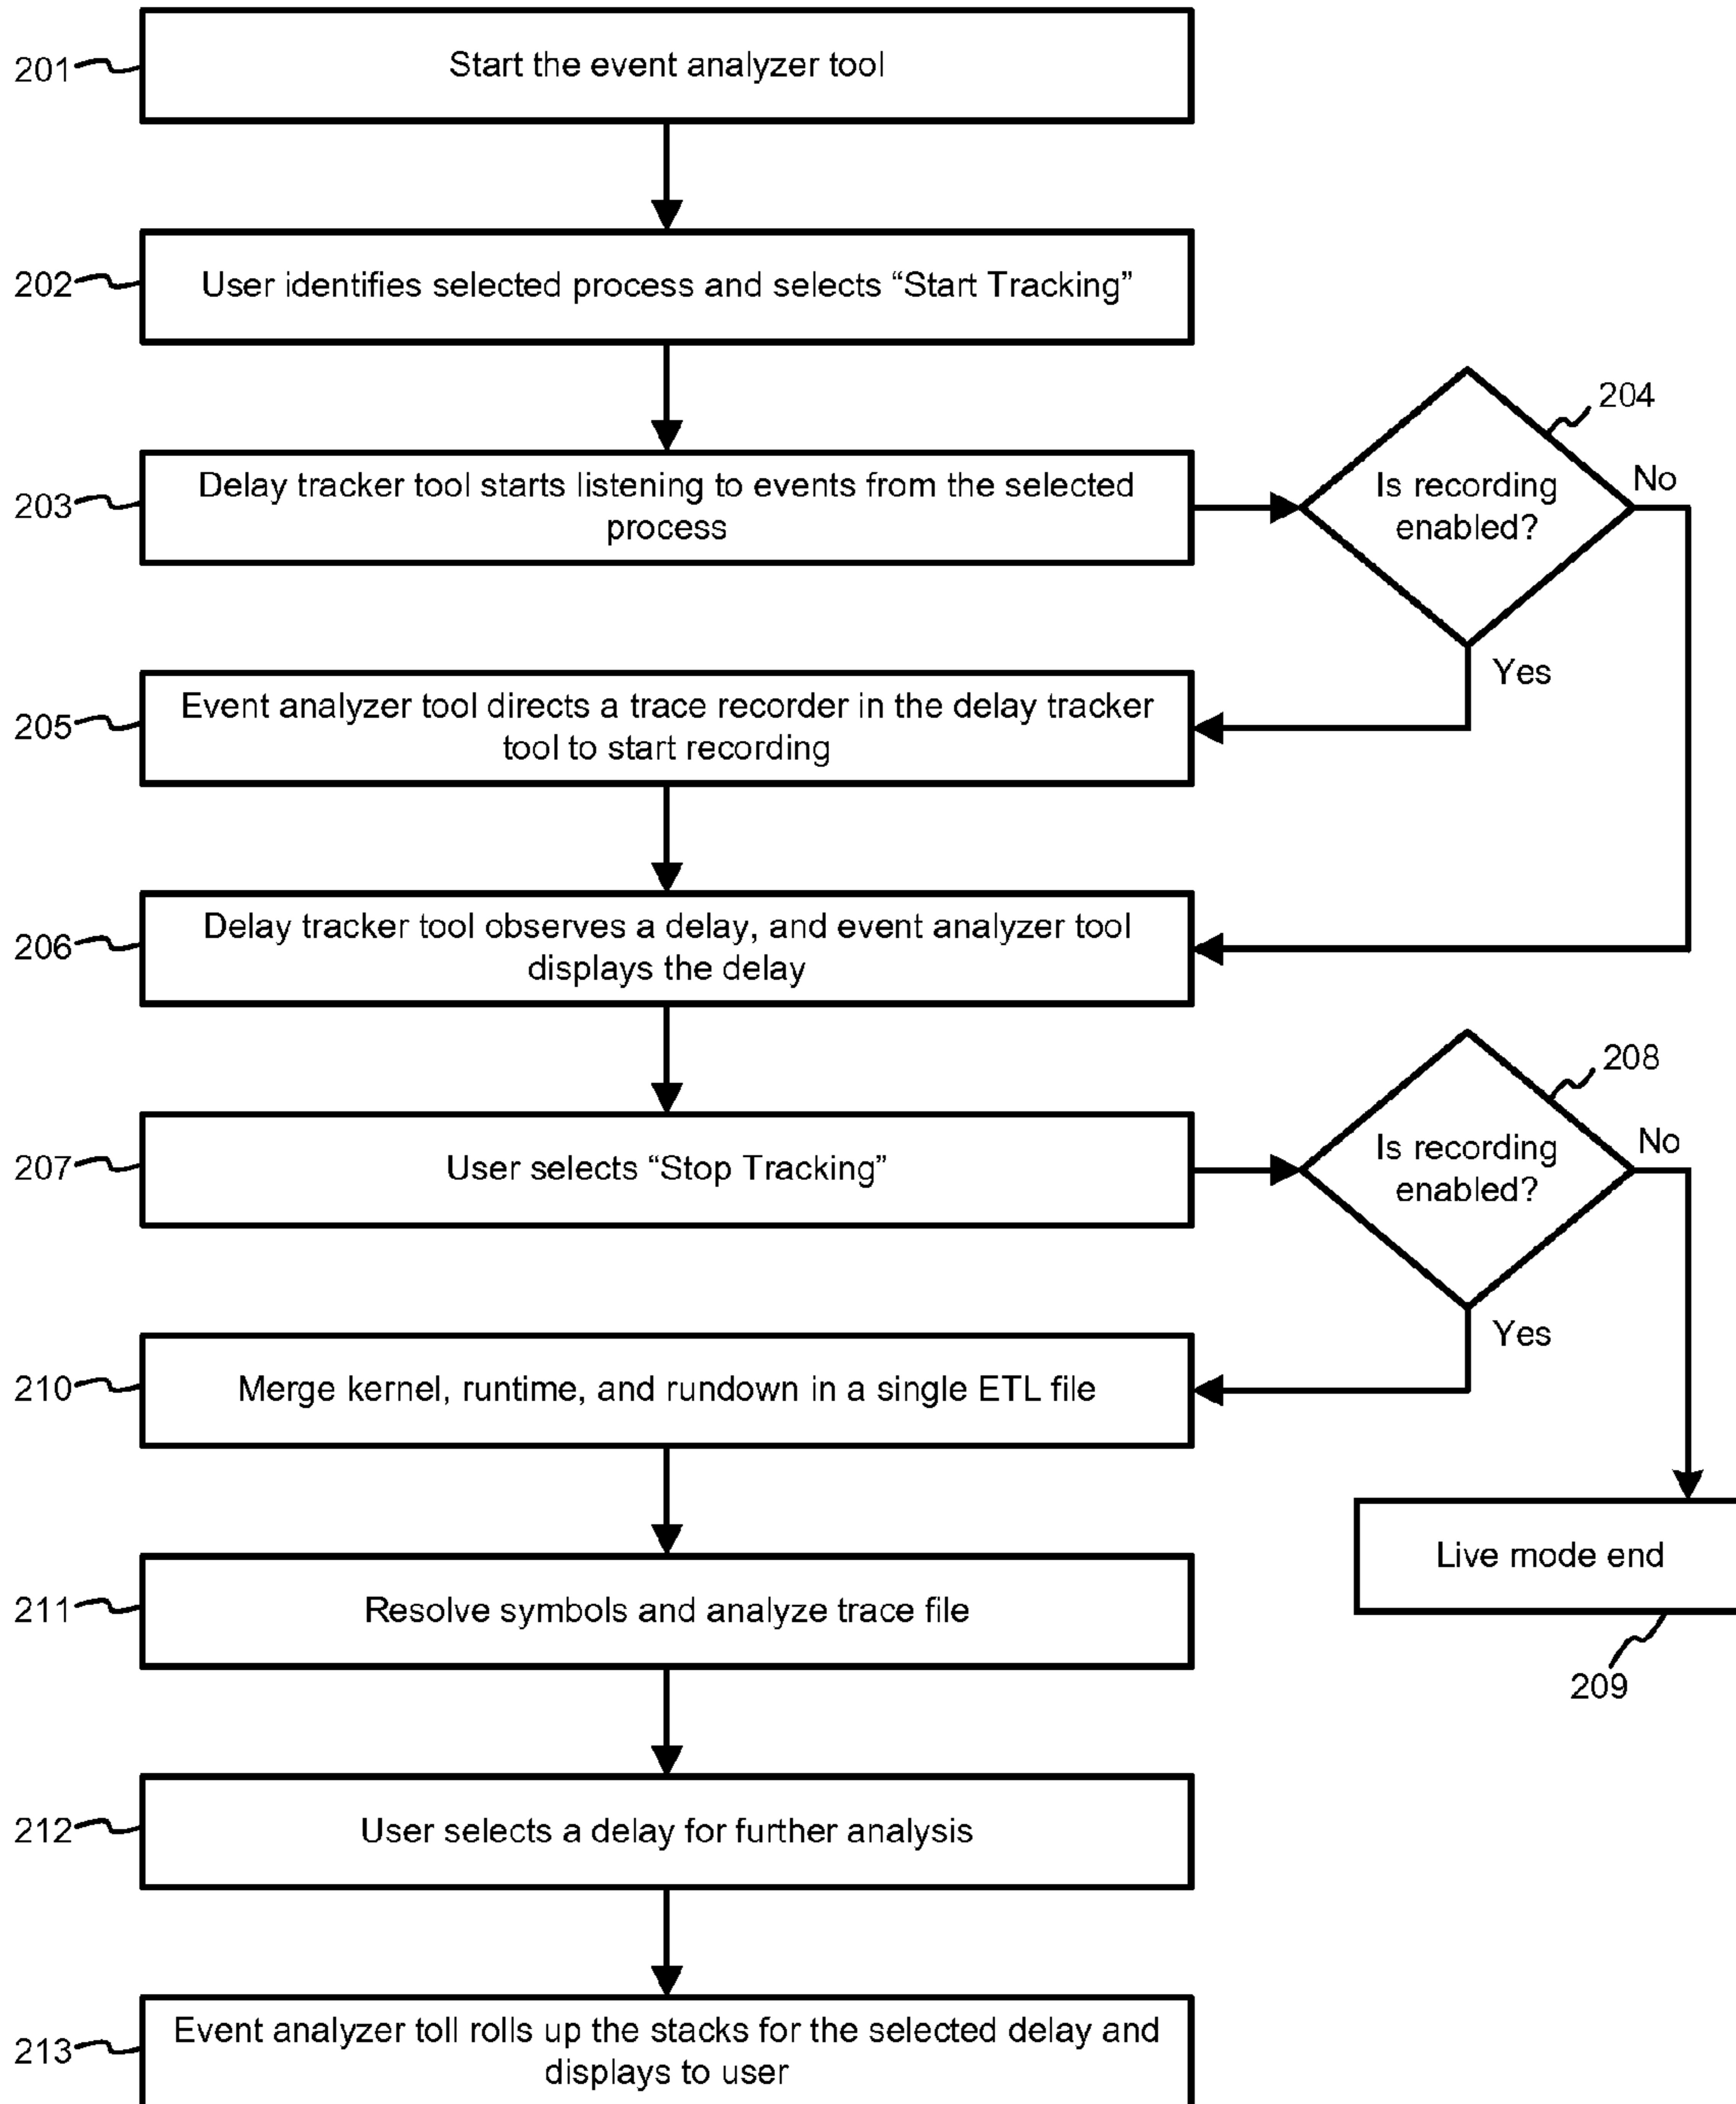 201
Start the event analyzer tool
202
User identifies selected process and selects “Start Tracking”
203
Delay tracker tool starts listening to events from the selected
process
204
Is recording
enabled?
No
Yes
205
Event analyzer tool directs a trace recorder in the delay tracker
tool to start recording
206
Delay tracker tool observes a delay, and event analyzer tool
displays the delay
207
User selects “Stop Tracking”
208
Is recording
enabled?
No
Yes
210
Merge kernel, runtime, and rundown in a single ETL file
Live mode end
209
211
Resolve symbols and analyze trace file
212
User selects a delay for further analysis
213
Event analyzer toll rolls up the stacks for the selected delay and
displays to user